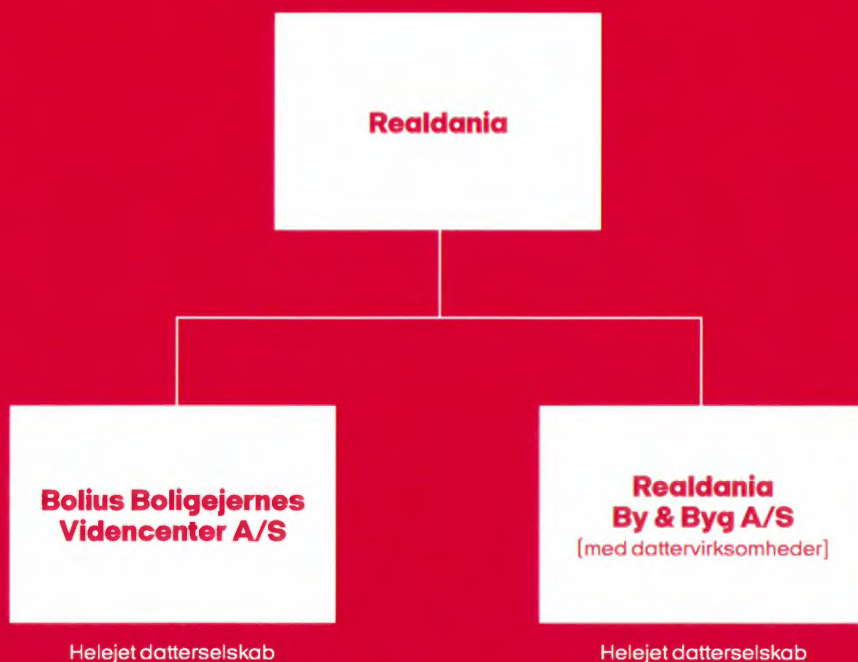 Realdania
Bolius Boligejernes
Videncenter A/S
Realdania
By & Byg A/S
[med dattervirksomheder]
Helejet datterselskab
Helejet datterselskab